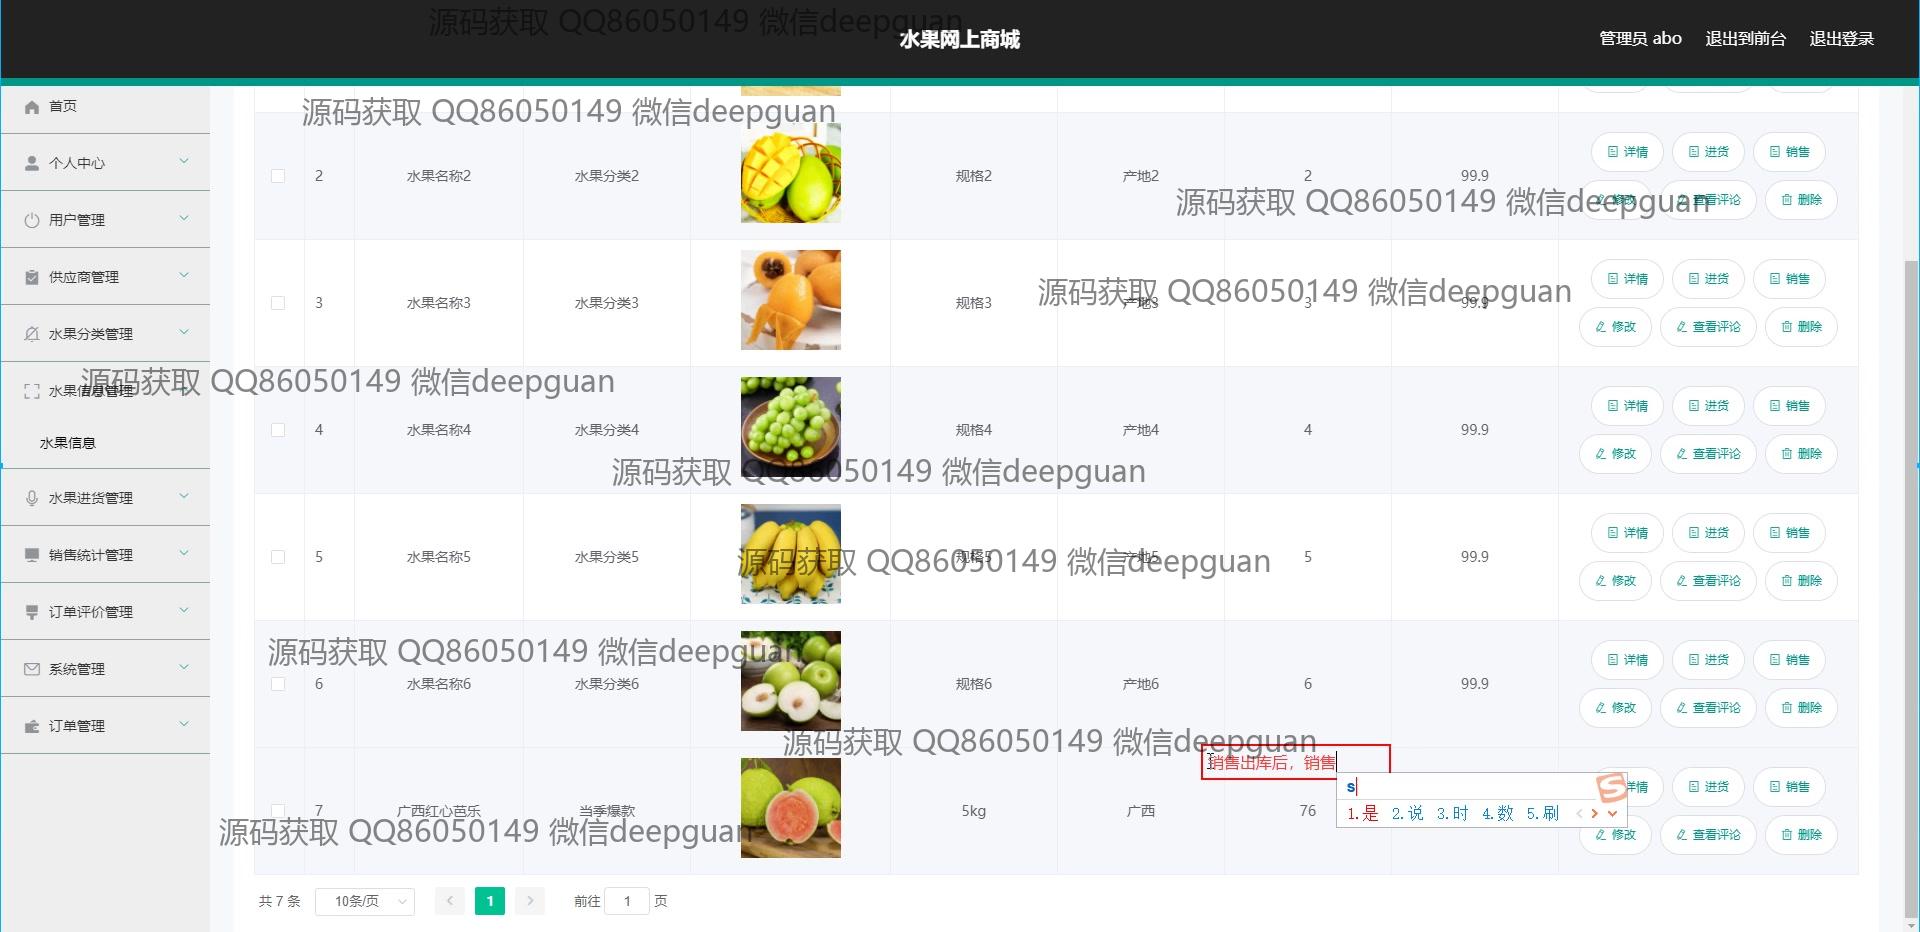 源码获取 QQ86050149 微信deepguan
水果网上商城
管理员 abo 退出到前台 退出登录
首页
源码获取 QQ86050149 微信deepguan
个人中心
2 水果名称2 水果分类2 规格2 产地2 2 99.9 详情 进货 销售
修改 查看评论 删除
源码获取 QQ86050149 微信deepguan
用户管理
供应商管理
3 水果名称3 水果分类3 规格3 产地3 3 99.9 详情 进货 销售
修改 查看评论 删除
源码获取 QQ86050149 微信deepguan
水果分类管理
水果信息管理
源码获取 QQ86050149 微信deepguan
水果信息
4 水果名称4 水果分类4 规格4 产地4 4 99.9 详情 进货 销售
修改 查看评论 删除
源码获取 QQ86050149 微信deepguan
水果进货管理
销售统计管理
5 水果名称5 水果分类5 规格5 产地5 5 99.9 详情 进货 销售
修改 查看评论 删除
源码获取 QQ86050149 微信deepguan
订单评价管理
系统管理
源码获取 QQ86050149 微信deepguan
6 水果名称6 水果分类6 规格6 产地6 6 99.9 详情 进货 销售
修改 查看评论 删除
订单管理
源码获取 QQ86050149 微信deepguan
销售出库后，销售
s
1.是 2.说 3.时 4.数 5.刷
7 广西红心芭乐 当季爆款 5kg 广西 76 详情 进货 销售
修改 查看评论 删除
源码获取 QQ86050149 微信deepguan
共 7 条 10条/页 1 前往 1 页